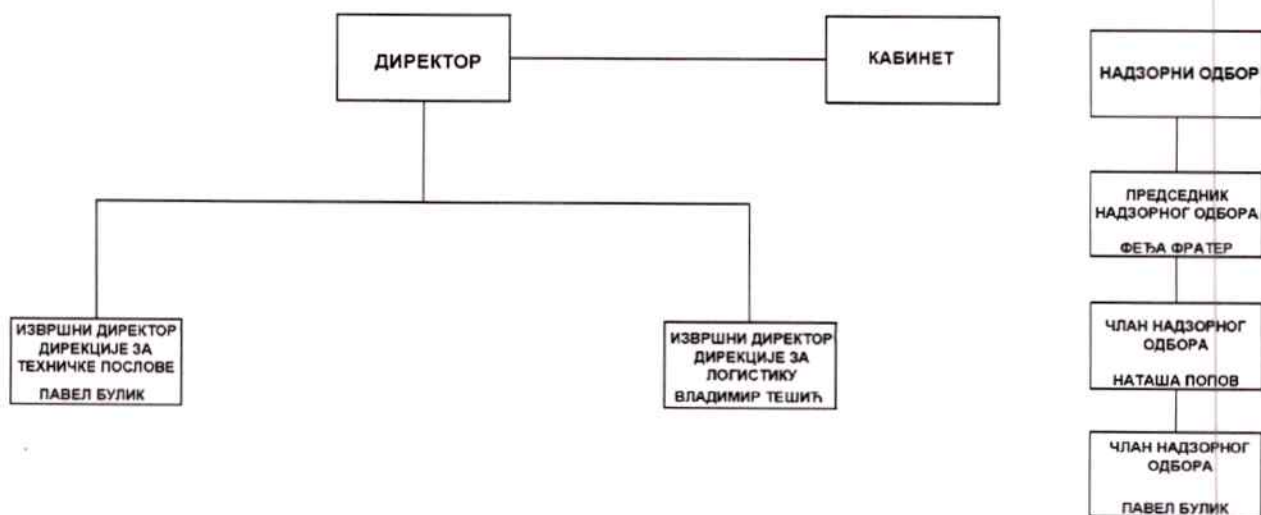 ДИРЕКТОР
КАБИНЕТ
НАДЗОРНИ ОДБОР
ПРЕДСЕДНИК
НАДЗОРНОГ ОДБОРА
ФЕЂА ФРАТЕР
ИЗВРШНИ ДИРЕКТОР
ДИРЕКЦИЈЕ ЗА
ТЕХНИЧКЕ ПОСЛОВЕ
ПАВЕЛ БУЛИК
ИЗВРШНИ ДИРЕКТОР
ДИРЕКЦИЈЕ ЗА
ЛОГИСТИКУ
ВЛАДИМИР ТЕШИЋ
ЧЛАН НАДЗОРНОГ
ОДБОРА
НАТАША ПОПОВ
ЧЛАН НАДЗОРНОГ
ОДБОРА
ПАВЕЛ БУЛИК